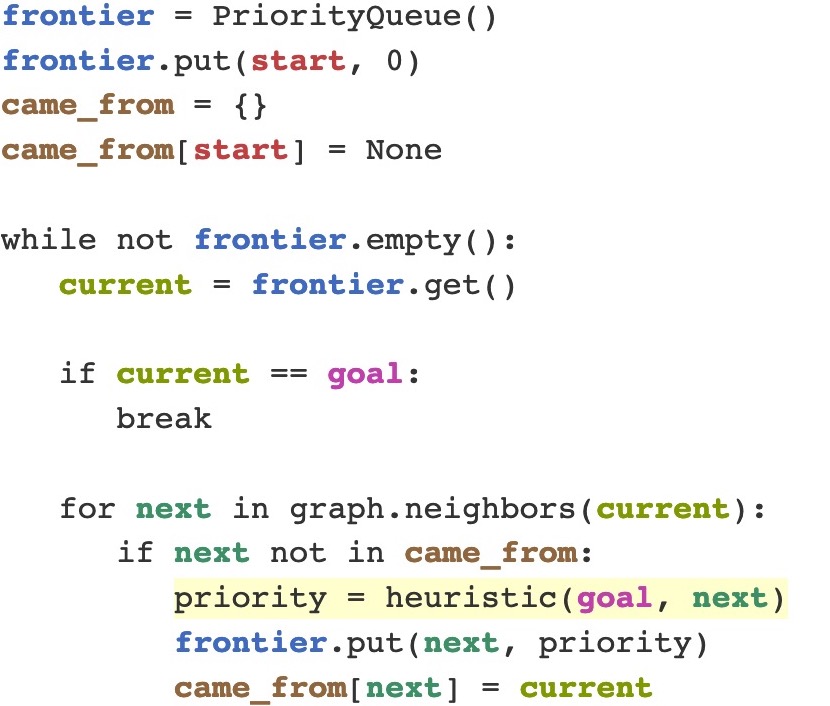 frontier = PriorityQueue()
frontier.put(start, 0)
came_from = {}
came_from[start] = None
while not frontier.empty():
current = frontier.get()
if current == goal:
break
for next in graph.neighbors(current):
if next not in came_from:
priority = heuristic(goal, next)
frontier.put(next, priority)
came_from[next] = current